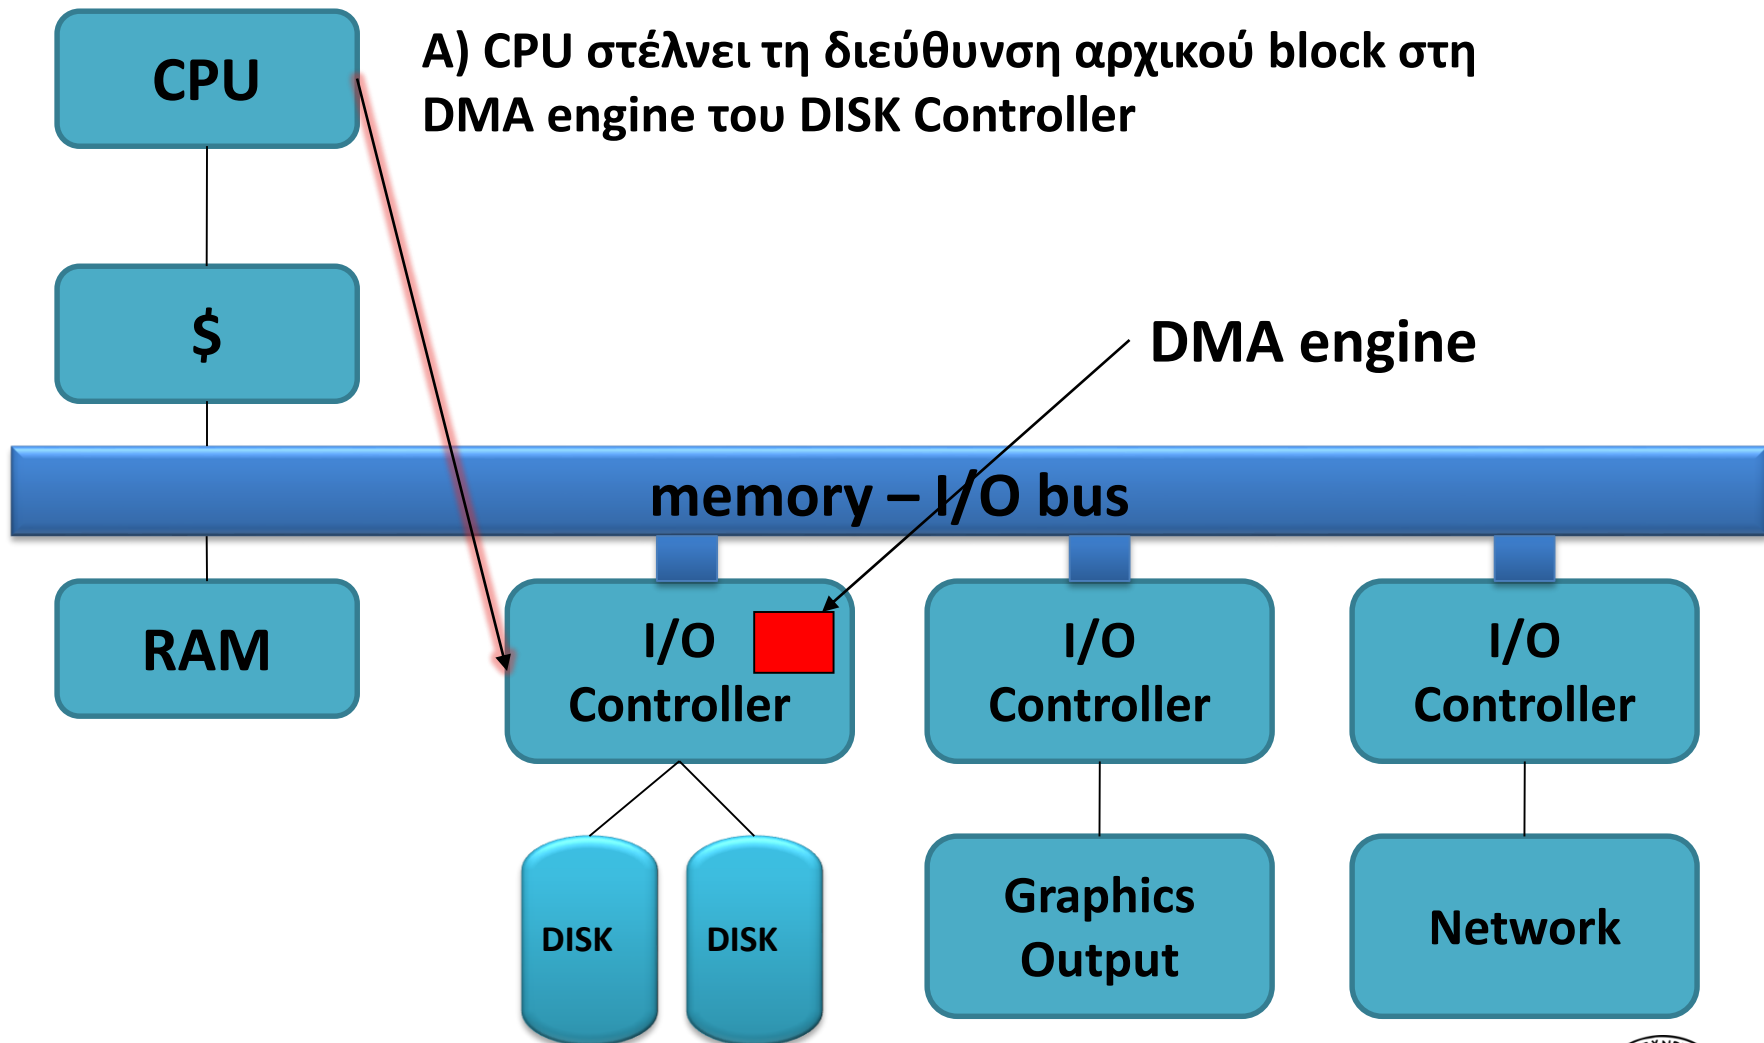 CPU
A) CPU στέλνει τη διεύθυνση αρχικού block στη
DMA engine του DISK Controller
$
DMA engine
memory – I/O bus
RAM
I/O
Controller
I/O
Controller
I/O
Controller
DISK
DISK
Graphics
Output
Network